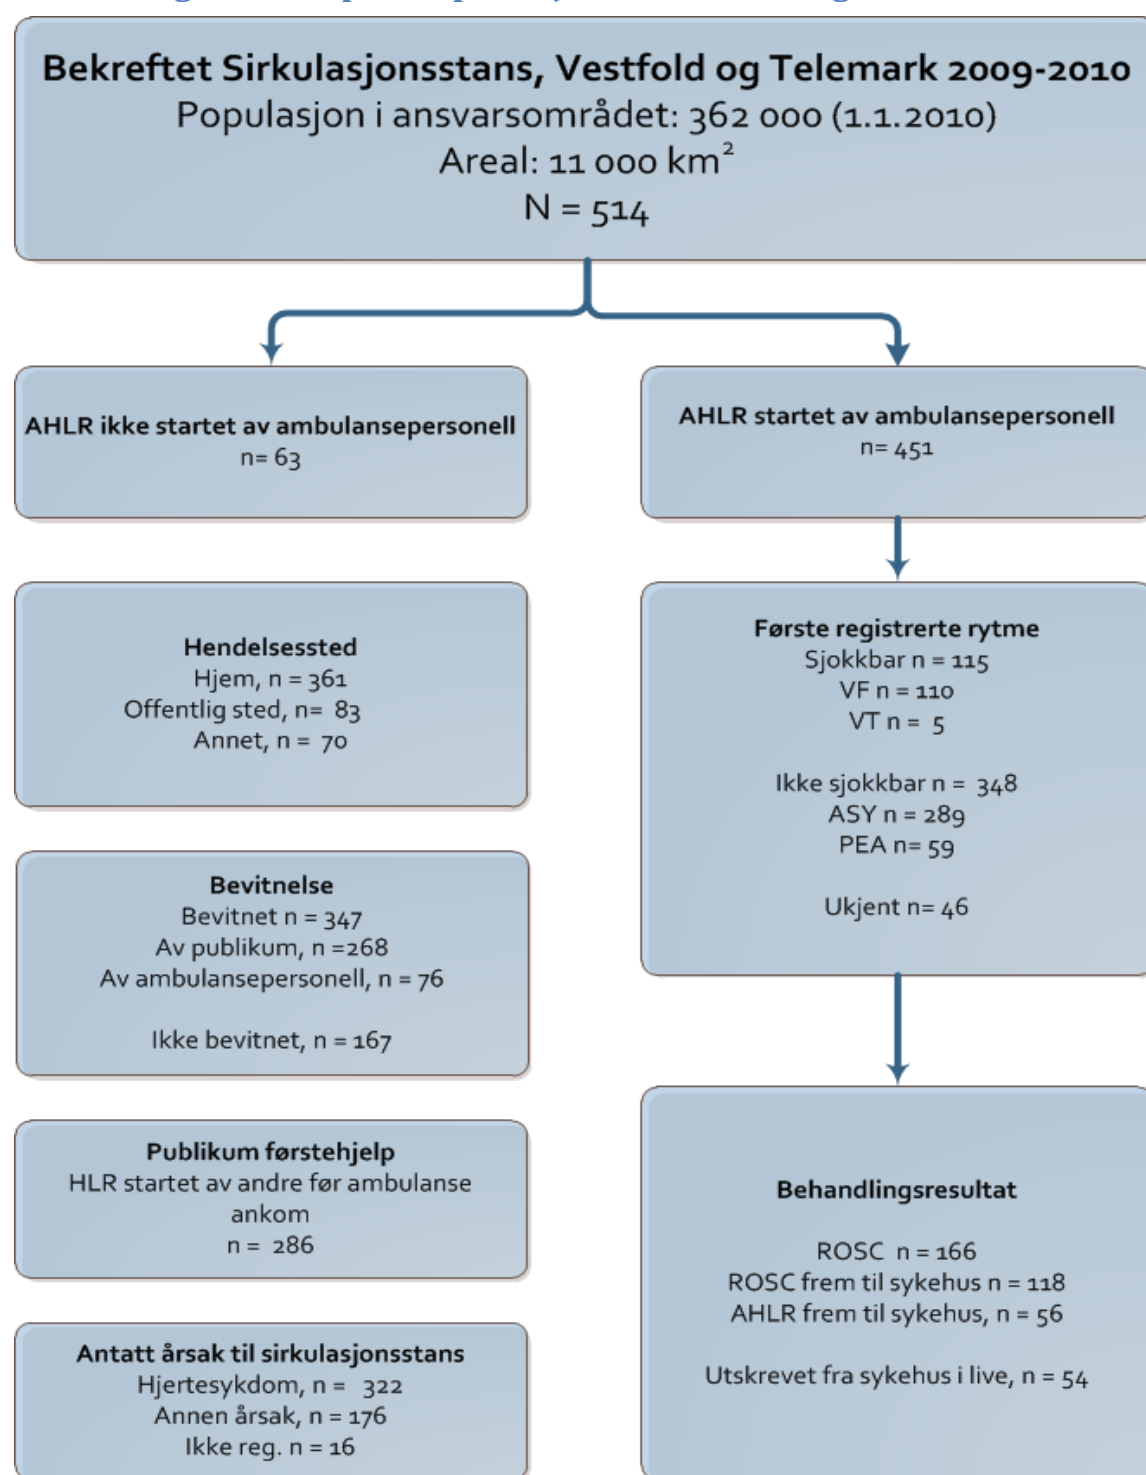 Bekreftet Sirkulasjonsstans, Vestfold og Telemark 2009-2010
Populasjon i ansvarsområdet: 362 000 (1.1.2010)
Areal: 11 000 km²
N = 514
AHLR ikke startet av ambulansepersonell
n= 63
AHLR startet av ambulansepersonell
n= 451
Hendelsessted
Hjem, n = 361
Offentlig sted, n= 83
Annet, n = 70
Bevitnelse
Bevitnet n = 347
Av publikum, n =268
Av ambulansepersonell, n = 76
Ikke bevitnet, n = 167
Publikum førstehjelp
HLR startet av andre før ambulanse
ankom
n = 286
Antatt årsak til sirkulasjonsstans
Hjertesykdom, n = 322
Annen årsak, n = 176
Ikke reg. n = 16
Første registrerte rytme
Sjokkbar n = 115
VF n = 110
VT n = 5
Ikke sjokkbar n = 348
ASY n = 289
PEA n= 59
Ukjent n= 46
Behandlingsresultat
ROSC n = 166
ROSC frem til sykehus n = 118
AHLR frem til sykehus, n = 56
Utskrevet fra sykehus i live, n = 54